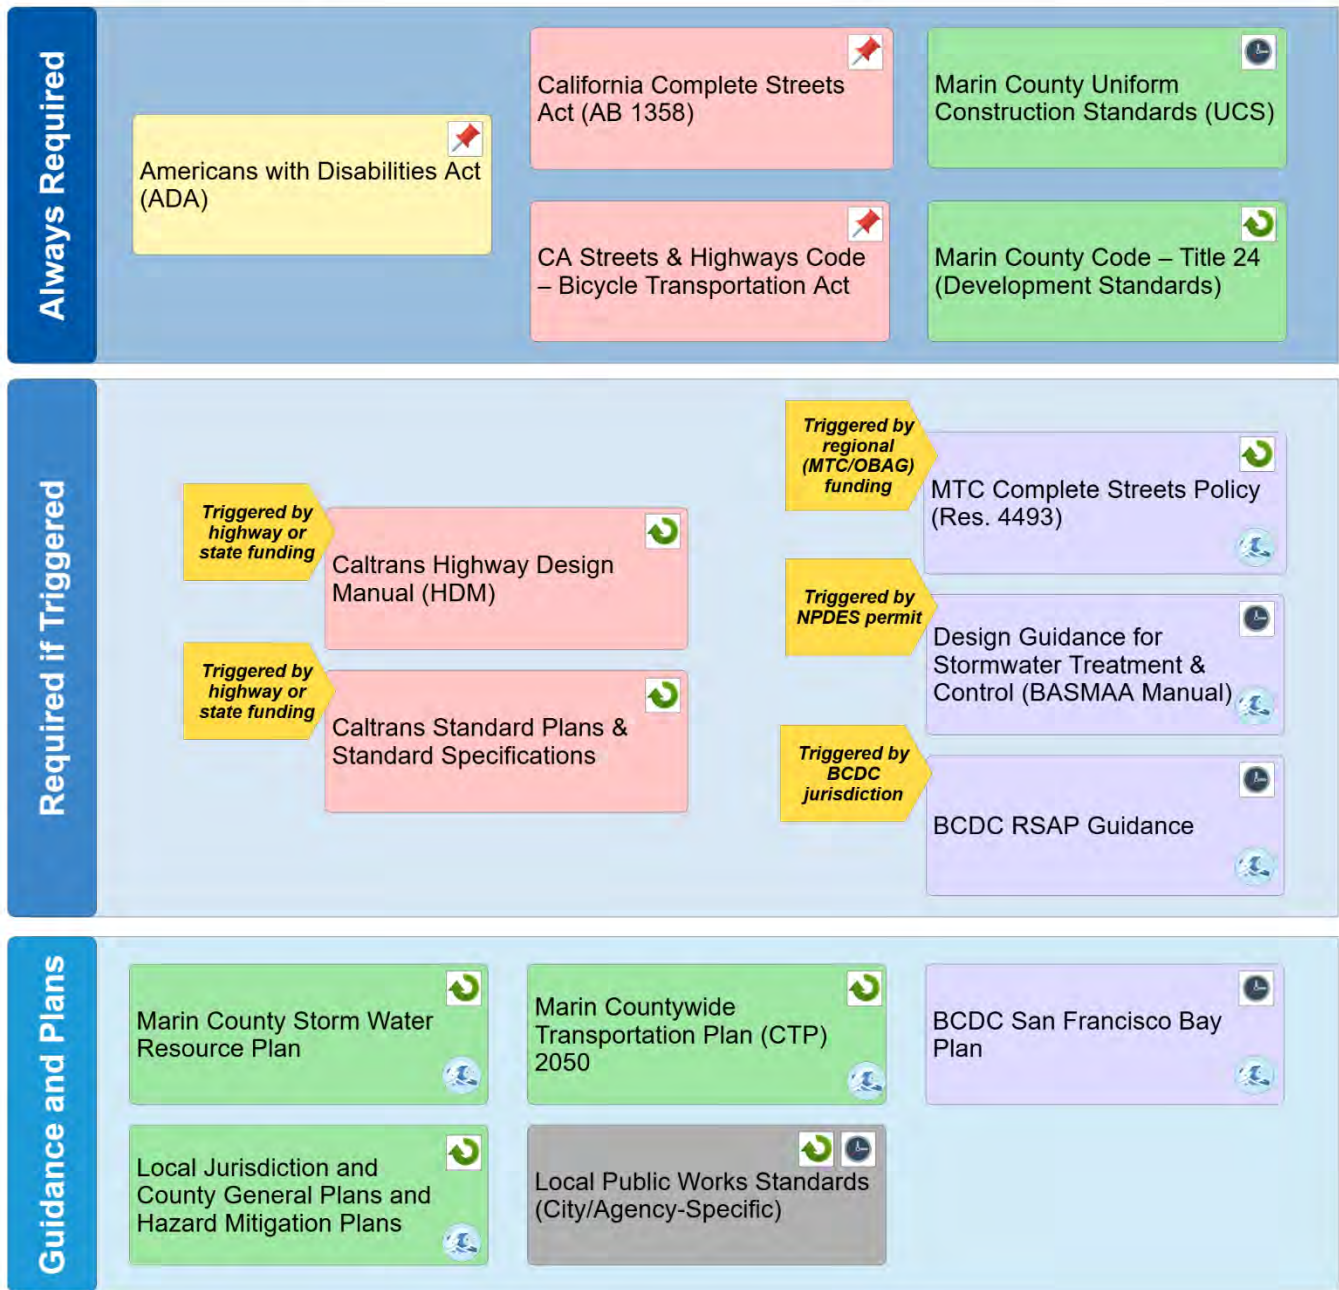 Always Required
Americans with Disabilities Act
(ADA)
California Complete Streets
Act (AB 1358)
Marin County Uniform
Construction Standards (UCS)
CA Streets & Highways Code
– Bicycle Transportation Act
Marin County Code – Title 24
(Development Standards)
Required if Triggered
Triggered by
highway or
state funding
Caltrans Highway Design
Manual (HDM)
Triggered by
highway or
state funding
Caltrans Standard Plans &
Standard Specifications
Triggered by
regional
(MTC/OBAG)
funding
MTC Complete Streets Policy
(Res. 4493)
Triggered by
NPDES permit
Design Guidance for
Stormwater Treatment &
Control (BASMAA Manual)
Triggered by
BCDC
jurisdiction
BCDC RSAP Guidance
Guidance and Plans
Marin County Storm Water
Resource Plan
Marin Countywide
Transportation Plan (CTP)
2050
BCDC San Francisco Bay
Plan
Local Jurisdiction and
County General Plans and
Hazard Mitigation Plans
Local Public Works Standards
(City/Agency-Specific)